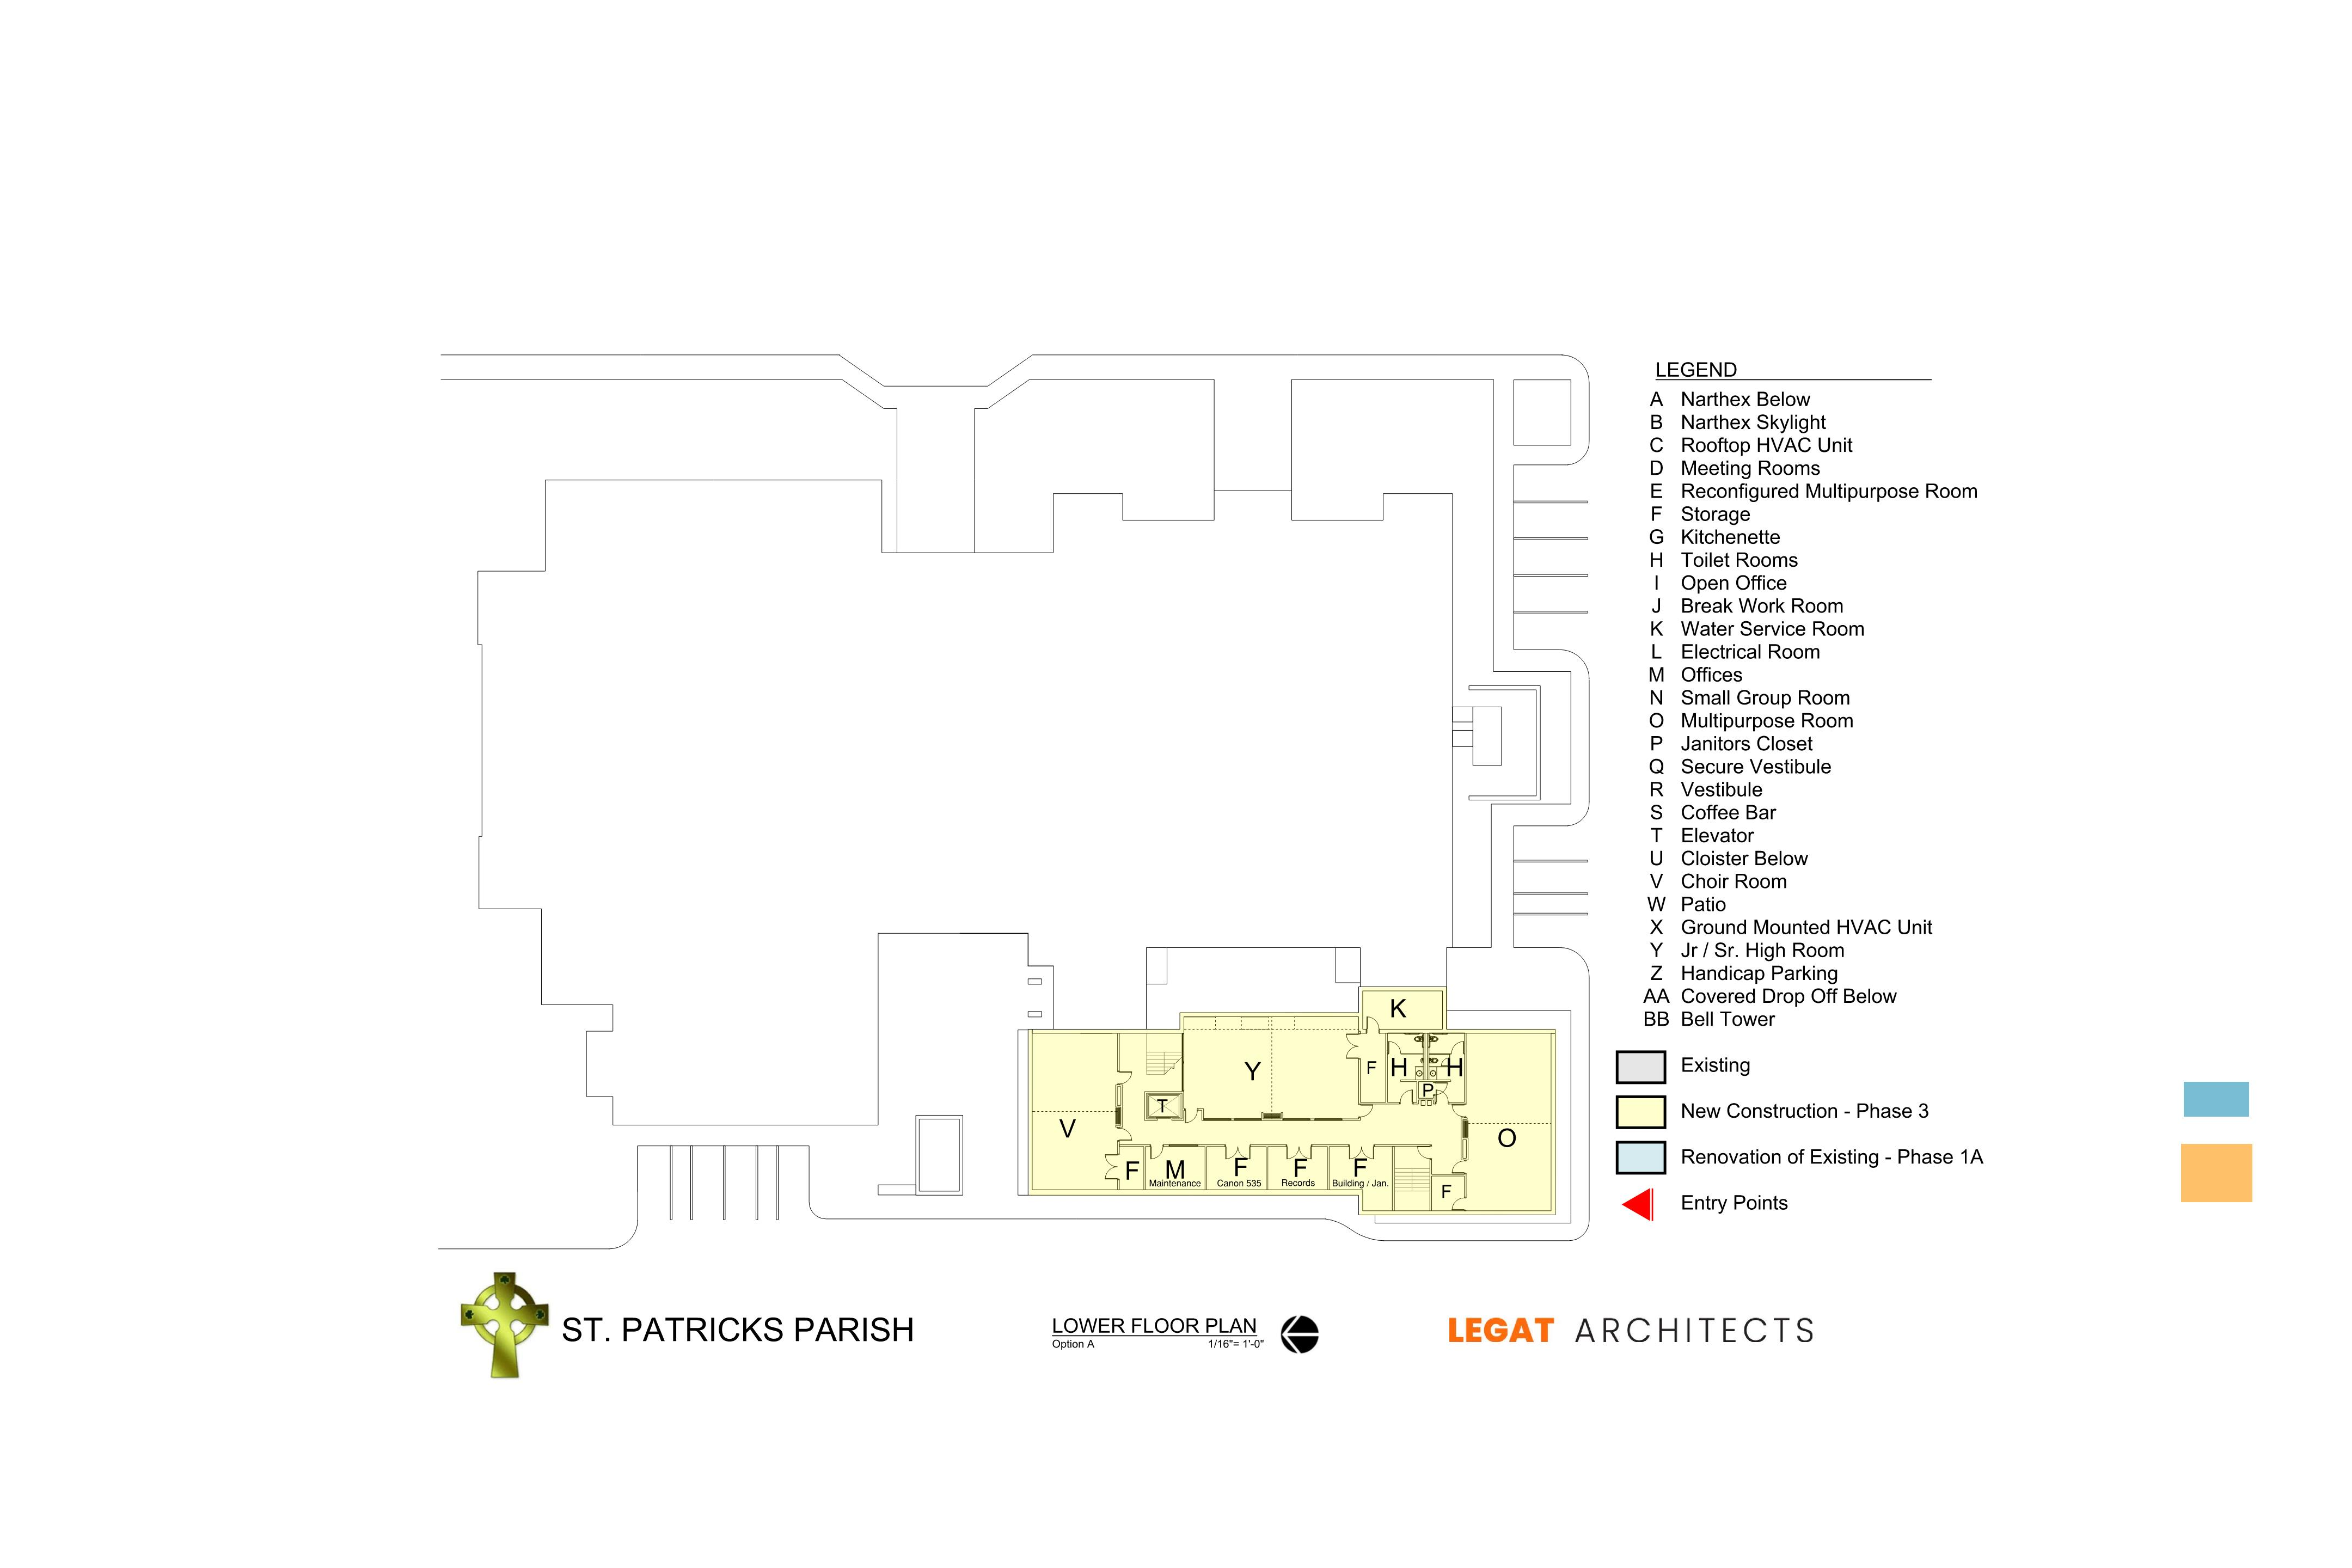 LEGEND
A Narthex Below
B Narthex Skylight
C Rooftop HVAC Unit
D Meeting Rooms
E Reconfigured Multipurpose Room
F Storage
G Kitchenette
H Toilet Rooms
I Open Office
J Break Work Room
K Water Service Room
L Electrical Room
M Offices
N Small Group Room
O Multipurpose Room
P Janitors Closet
Q Secure Vestibule
R Vestibule
S Coffee Bar
T Elevator
U Cloister Below
V Choir Room
W Patio
X Ground Mounted HVAC Unit
Y Jr / Sr. High Room
Z Handicap Parking
AA Covered Drop Off Below
BB Bell Tower
Existing
New Construction - Phase 3
Renovation of Existing - Phase 1A
Entry Points
K
Y F H H
P
T
V O
F M F F F
Maintenance Canon 535 Records Building / Jan.
F
ST. PATRICKS PARISH
LOWER FLOOR PLAN
Option A 1/16"= 1'-0"
LEGAT ARCHITECTS